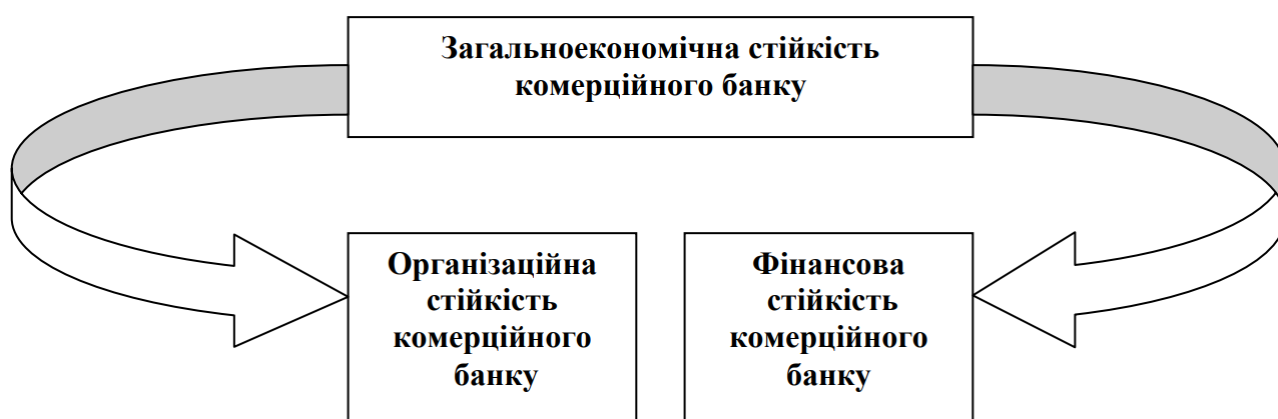 Загальноекономічна стійкість
комерційного банку
Організаційна
стійкість
комерційного
банку
Фінансова
стійкість
комерційного
банку